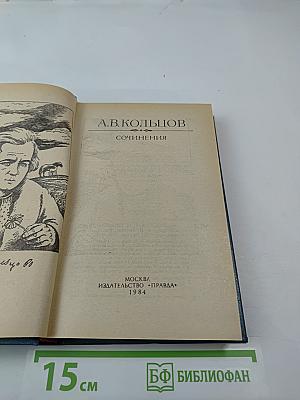 А.В.КОЛЬЦОВ
СОЧИНЕНИЯ
МОСКВА
ИЗДАТЕЛЬСТВО «ПРАВДА»
1984
15 см
БФ БИБЛИОФАН